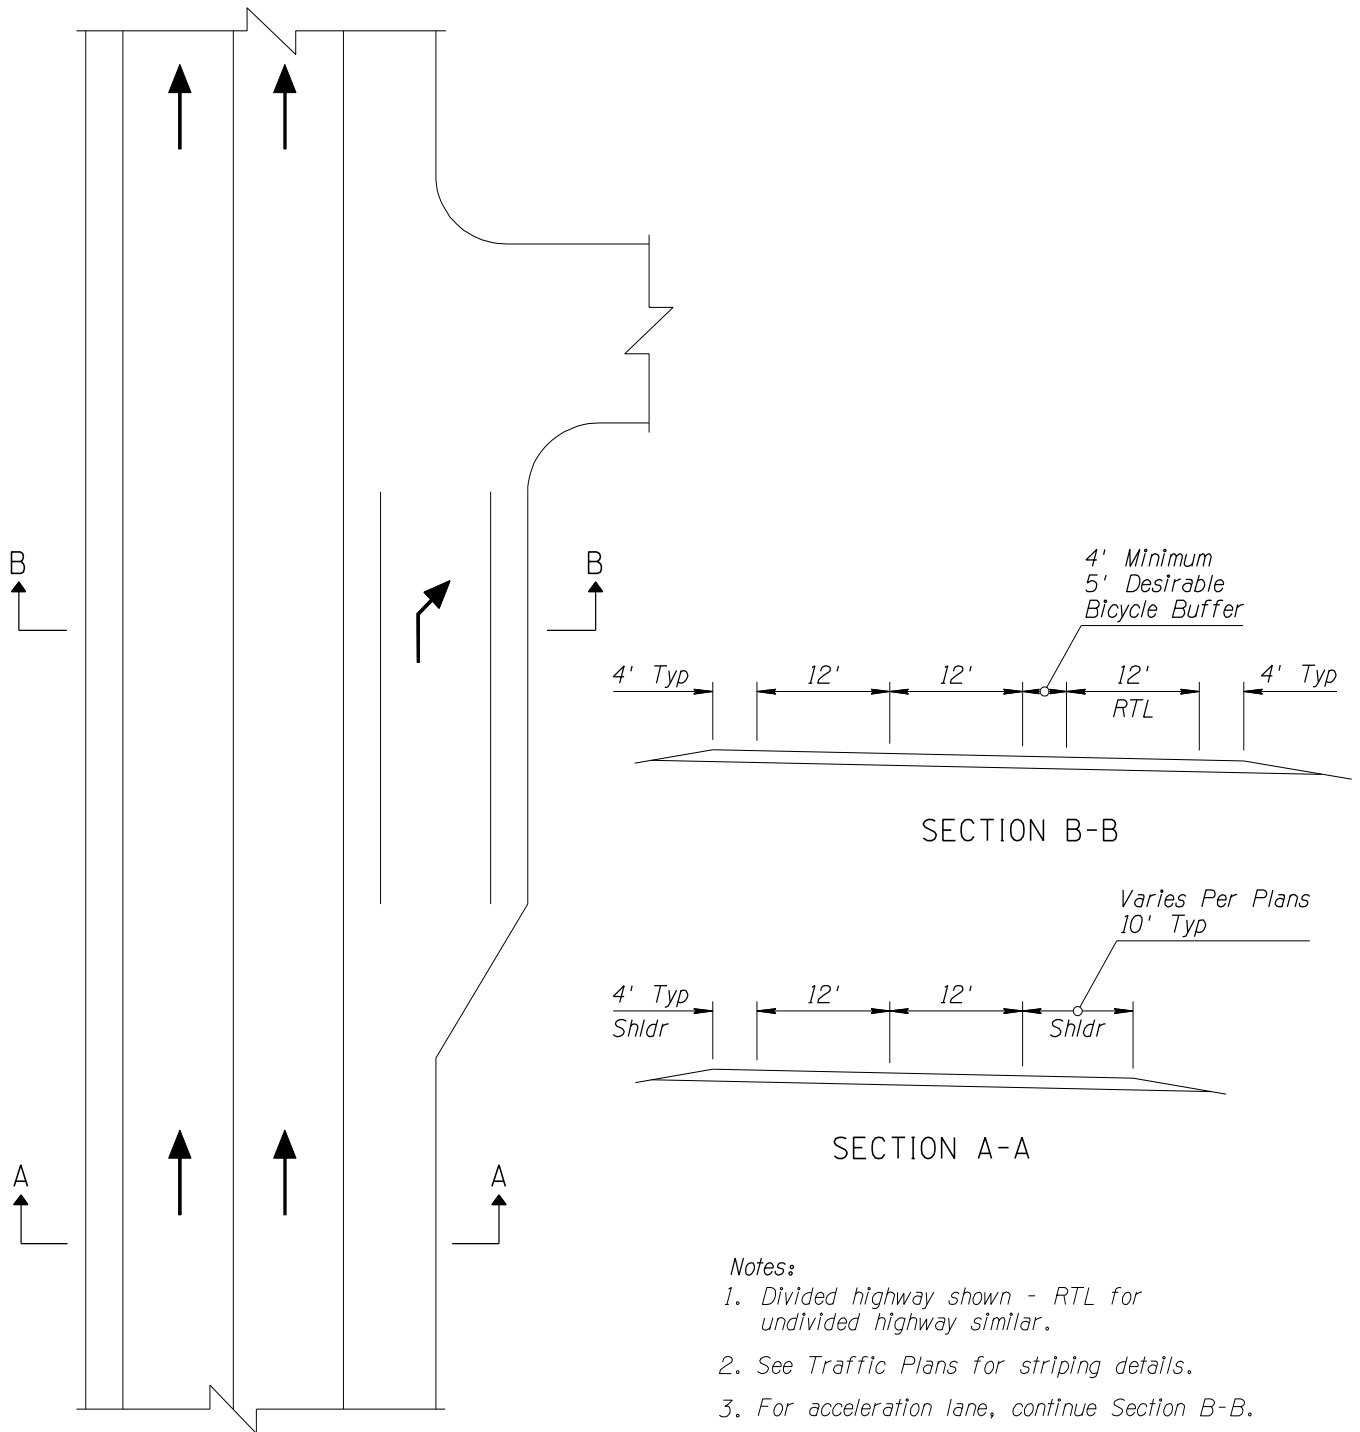 B
B
4' Minimum
5' Desirable
Bicycle Buffer
4' Typ
12'
12'
12'
4' Typ
RTL
SECTION B-B
Varies Per Plans
10' Typ
4' Typ
12'
12'
Shldr
Shldr
SECTION A-A
A
A
Notes:
1. Divided highway shown - RTL for
undivided highway similar.
2. See Traffic Plans for striping details.
3. For acceleration lane, continue Section B-B.